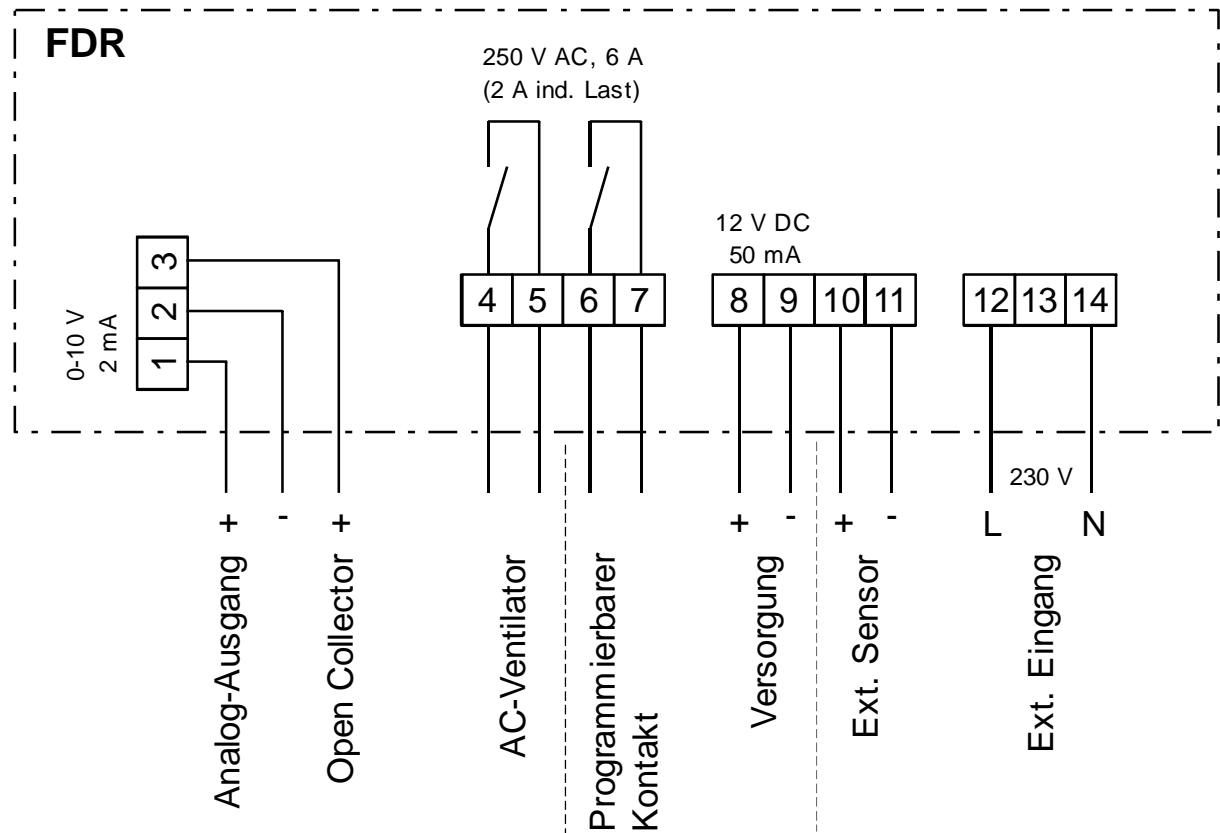 FDR
250 V AC, 6 A
(2 A ind. Last)
12 V DC
50 mA
0-10 V
2 mA
3
2
1
4 5 6 7
8 9 10 11
12 13 14
230 V
+ - +
+ - + -
L N
Analog-Ausgang
Open Collector
AC-Ventilator
Programmierbarer
Kontakt
Versorgung
Ext. Sensor
Ext. Eingang